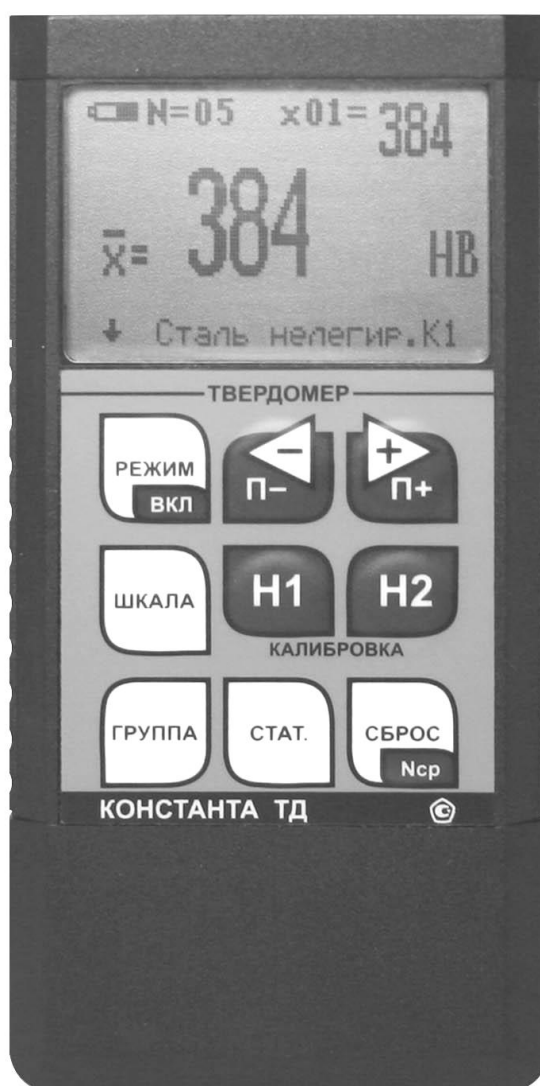 N=05 x01= 384
x̄= 384 HB
↓ Сталь нелегир.К1
ТВЕРДОМЕР
РЕЖИМ
ВКЛ
−
П−
+
П+
ШКАЛА
Н1
Н2
КАЛИБРОВКА
ГРУППА
СТАТ.
СБРОС
Nср
КОНСТАНТА ТД